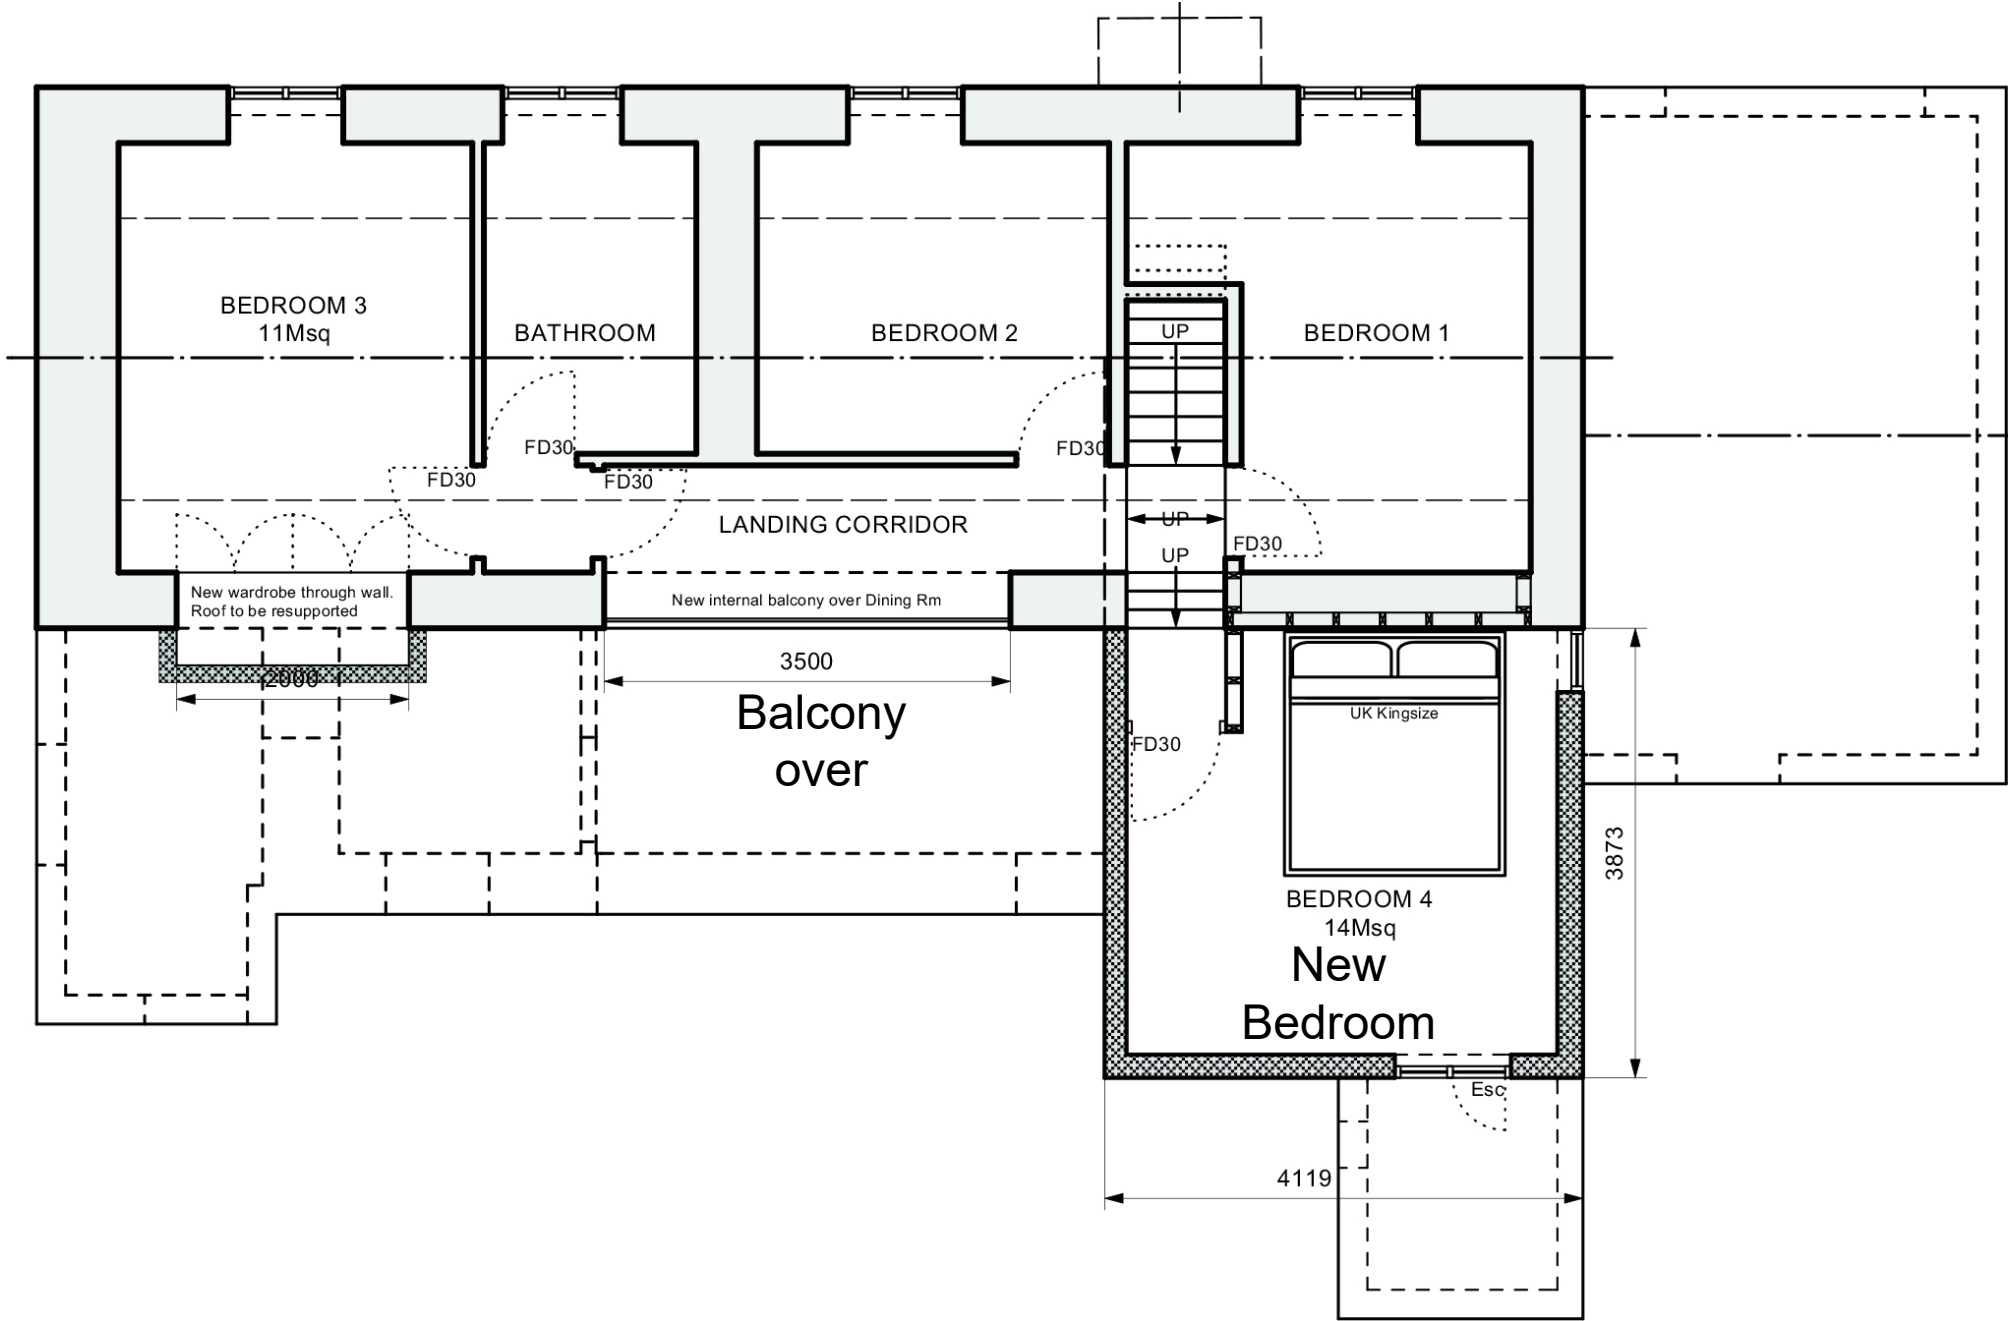 UP
BEDROOM 3
11Msq
BATHROOM
BEDROOM 2
BEDROOM 1
FD30
FD30
FD30
FD30
LANDING CORRIDOR
UP
UP
FD30
New wardrobe through wall.
Roof to be resupported
New internal balcony over Dining Rm
2000
3500
Balcony
over
UK Kingsize
FD30
3873
BEDROOM 4
14Msq
New
Bedroom
Esc
4119